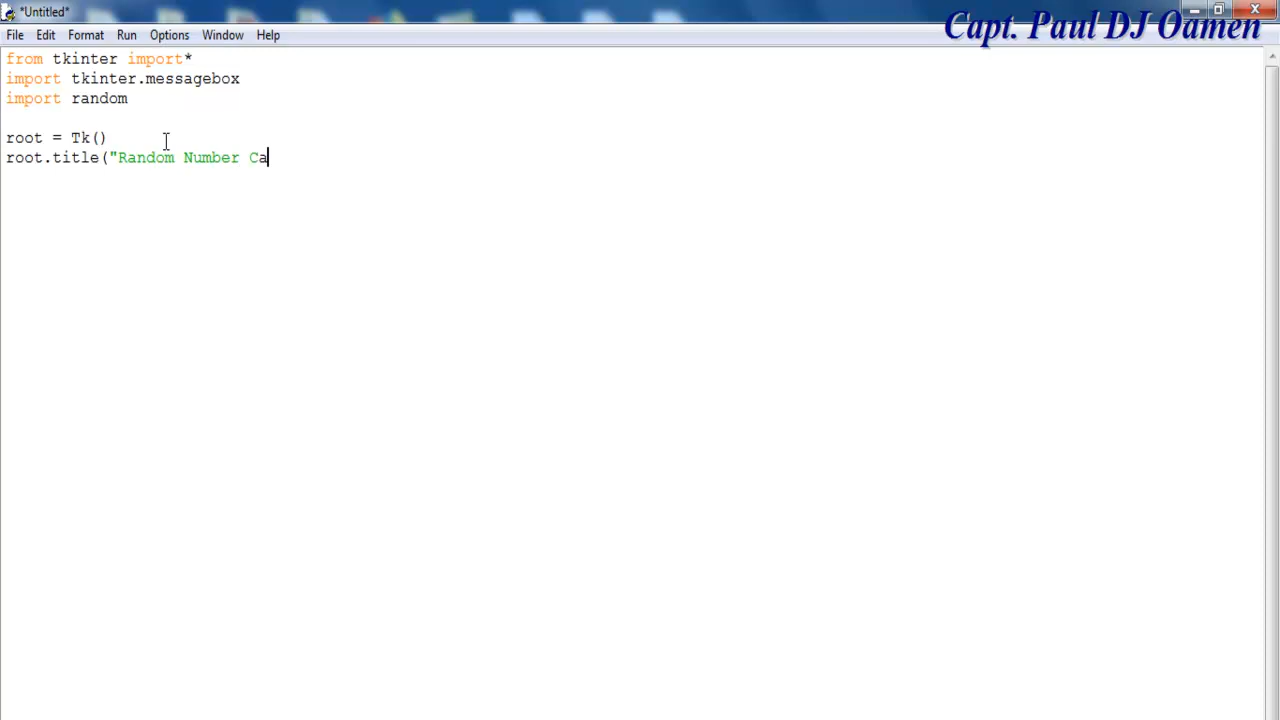 *Untitled*
Capt. Paul DJ Oamen
File Edit Format Run Options Window Help
from tkinter import*
import tkinter.messagebox
import random
root = Tk()
root.title("Random Number Ca